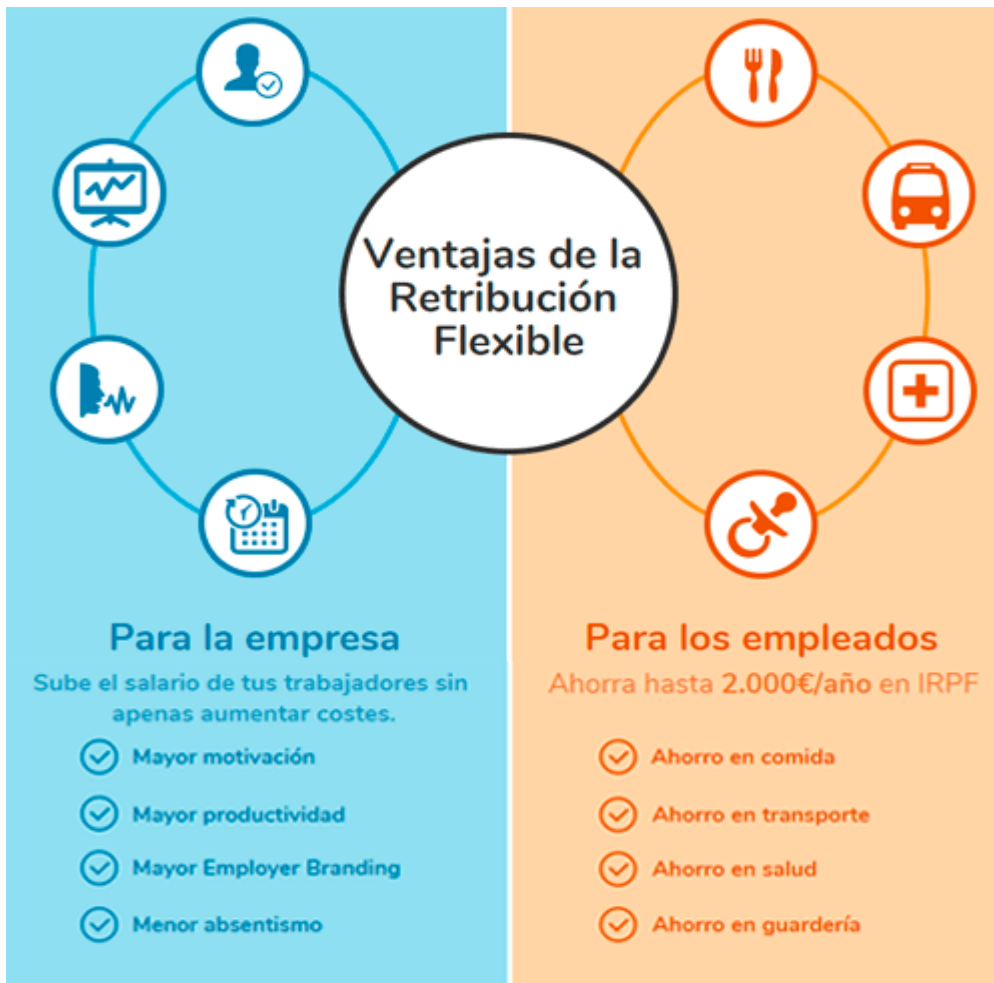 Ventajas de la
Retribución
Flexible
Para la empresa
Sube el salario de tus trabajadores sin
apenas aumentar costes.
Mayor motivación
Mayor productividad
Mayor Employer Branding
Menor absentismo
Para los empleados
Ahorra hasta 2.000€/año en IRPF
Ahorro en comida
Ahorro en transporte
Ahorro en salud
Ahorro en guardería